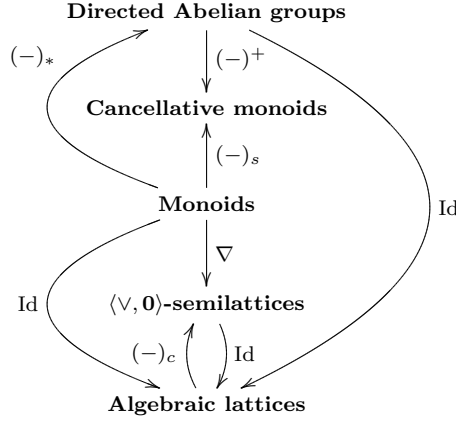 Directed Abelian groups
(−)∗
(−)⁺
Cancellative monoids
(−)ₛ
Monoids
Id
∇
Id
⟨∨, 0⟩-semilattices
(−)c
Id
Algebraic lattices